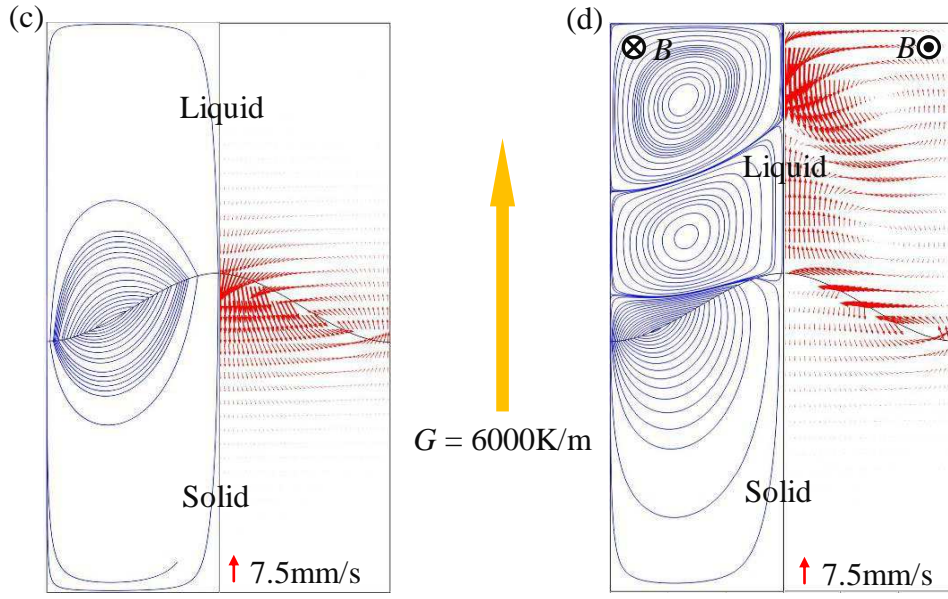 (c)
Liquid
Solid
7.5mm/s
G = 6000K/m
(d)
B
B
Liquid
Solid
7.5mm/s